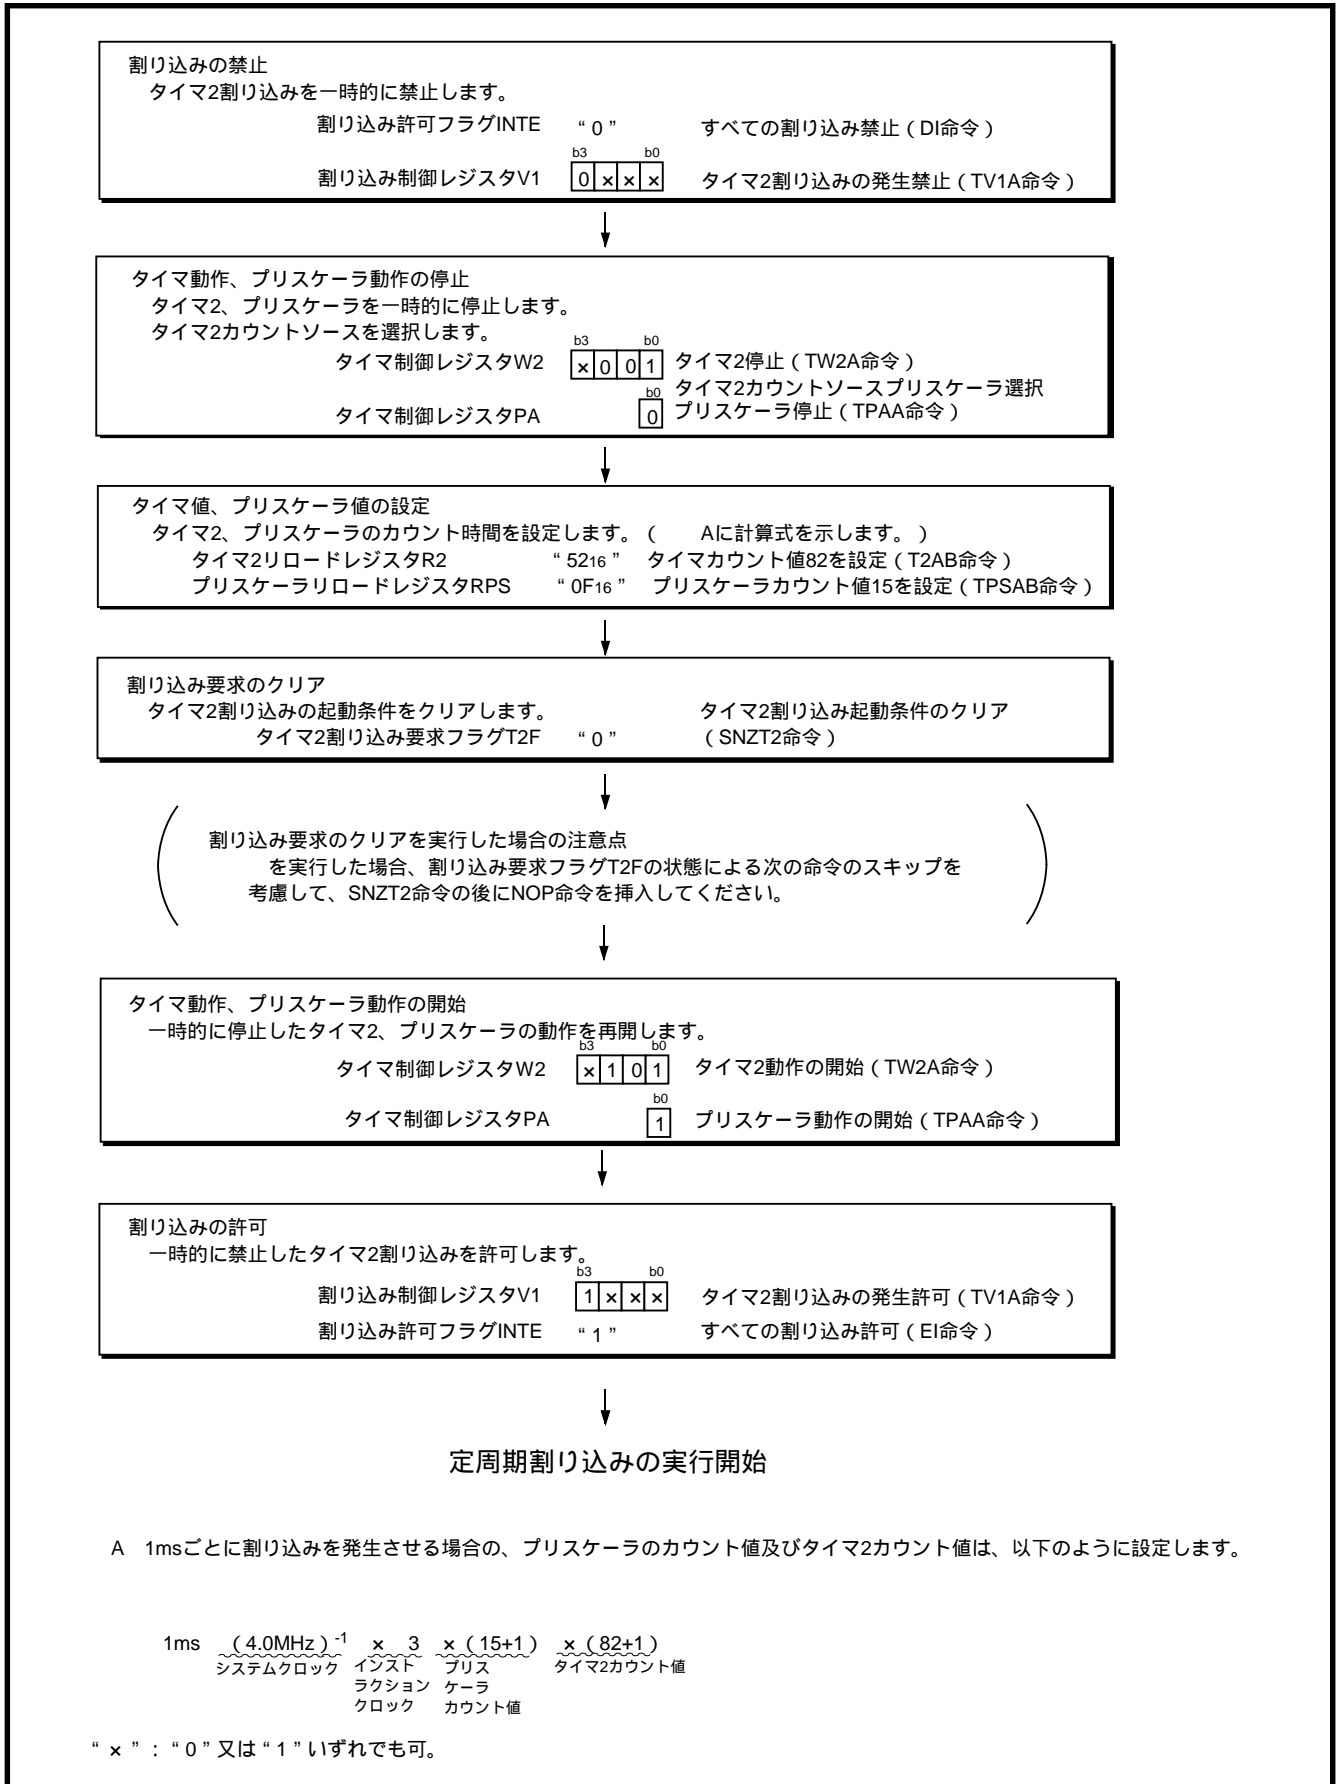 割り込みの禁止
タイマ2割り込みを一時的に禁止します。
割り込み許可フラグINTE “ 0 ” すべての割り込み禁止 ( DI命令 )
b3 b0
割り込み制御レジスタV1 0 × × × タイマ2割り込みの発生禁止 ( TV1A命令 )
タイマ動作、プリスケーラ動作の停止
タイマ2、プリスケーラを一時的に停止します。
タイマ2カウントソースを選択します。
b3 b0
タイマ制御レジスタW2 × 0 0 1 タイマ2停止 ( TW2A命令 )
b0 タイマ2カウントソースプリスケーラ選択
タイマ制御レジスタPA 0 プリスケーラ停止 ( TPAA命令 )
タイマ値、プリスケーラ値の設定
タイマ2、プリスケーラのカウント時間を設定します。 ( Aに計算式を示します。 )
タイマ2リロードレジスタR2 “ 5216 ” タイマカウント値82を設定 ( T2AB命令 )
プリスケーラリロードレジスタRPS “ 0F16 ” プリスケーラカウント値15を設定 ( TPSAB命令 )
割り込み要求のクリア
タイマ2割り込みの起動条件をクリアします。 タイマ2割り込み起動条件のクリア
タイマ2割り込み要求フラグT2F “ 0 ” ( SNZT2命令 )
割り込み要求のクリアを実行した場合の注意点
を実行した場合、割り込み要求フラグT2Fの状態による次の命令のスキップを
考慮して、SNZT2命令の後にNOP命令を挿入してください。
タイマ動作、プリスケーラ動作の開始
一時的に停止したタイマ2、プリスケーラの動作を再開します。
b3 b0
タイマ制御レジスタW2 × 1 0 1 タイマ2動作の開始 ( TW2A命令 )
b0
タイマ制御レジスタPA 1 プリスケーラ動作の開始 ( TPAA命令 )
割り込みの許可
一時的に禁止したタイマ2割り込みを許可します。
b3 b0
割り込み制御レジスタV1 1 × × × タイマ2割り込みの発生許可 ( TV1A命令 )
割り込み許可フラグINTE “ 1 ” すべての割り込み許可 ( EI命令 )
定周期割り込みの実行開始
A 1msごとに割り込みを発生させる場合の、プリスケーラのカウント値及びタイマ2カウント値は、以下のように設定します。
1ms ( 4.0MHz ) -1 × 3 × ( 15+1 ) × ( 82+1 )
システムクロック インスト プリス タイマ2カウント値
ラクション ケーラ
クロック カウント値
“ × ” : “ 0 ” 又は “ 1 ” いずれでも可。